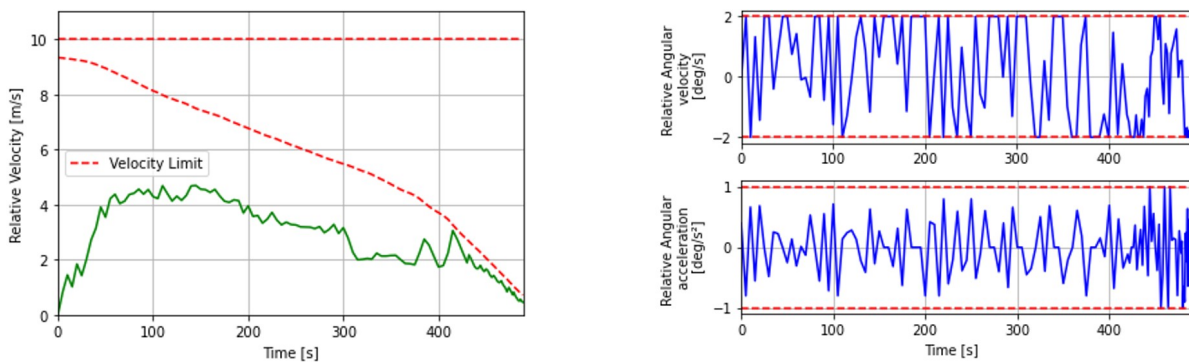 10
8
6
4
2
0
Relative Velocity [m/s]
Velocity Limit
0 100 200 300 400
Time [s]
2
0
−2
Relative Angular
velocity
[deg/s]
0 100 200 300 400
1
0
−1
Relative Angular
acceleration
[deg/s²]
0 100 200 300 400
Time [s]